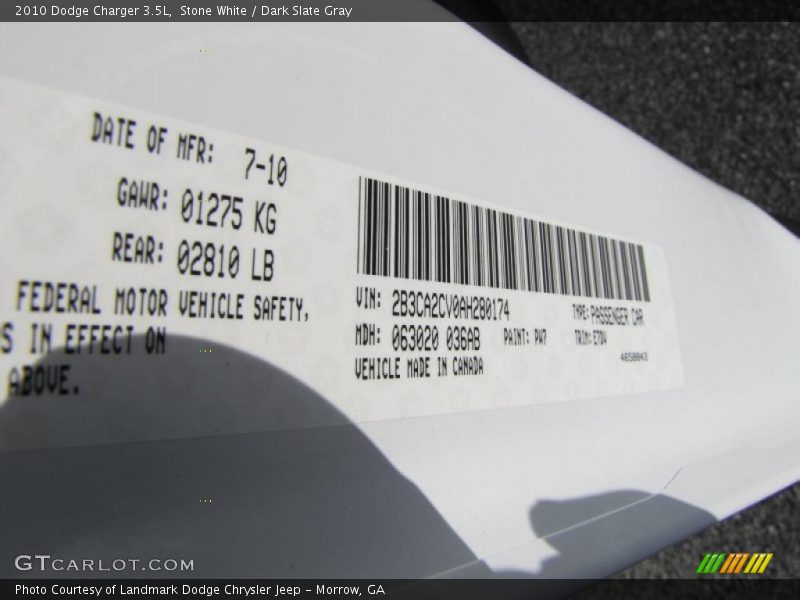 2010 Dodge Charger 3.5L,  Stone White / Dark Slate Gray
DATE OF MFR: 7-10
GAWR: 01275 KG
REAR: 02810 LB
FEDERAL MOTOR VEHICLE SAFETY,
S IN EFFECT ON
ABOVE.
VIN: 2B3CA2CV0AH280174
TYPE: PASSENGER CAR
MDH: 063020 036AB
PAINT: PW7
TRIM:
VEHICLE MADE IN CANADA
GTCARLOT.COM
Photo Courtesy of Landmark Dodge Chrysler Jeep – Morrow, GA